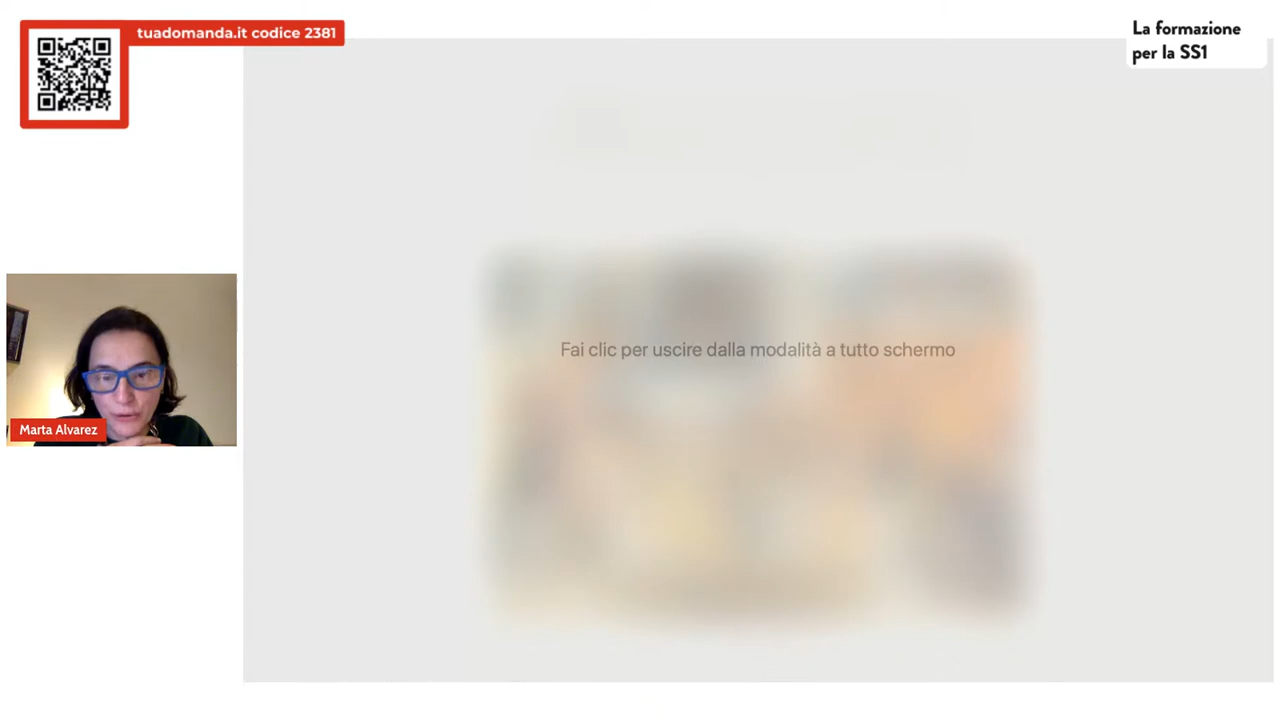 tuadomanda.it codice 2381
La formazione
per la SS1
Fai clic per uscire dalla modalità a tutto schermo
Marta Alvarez